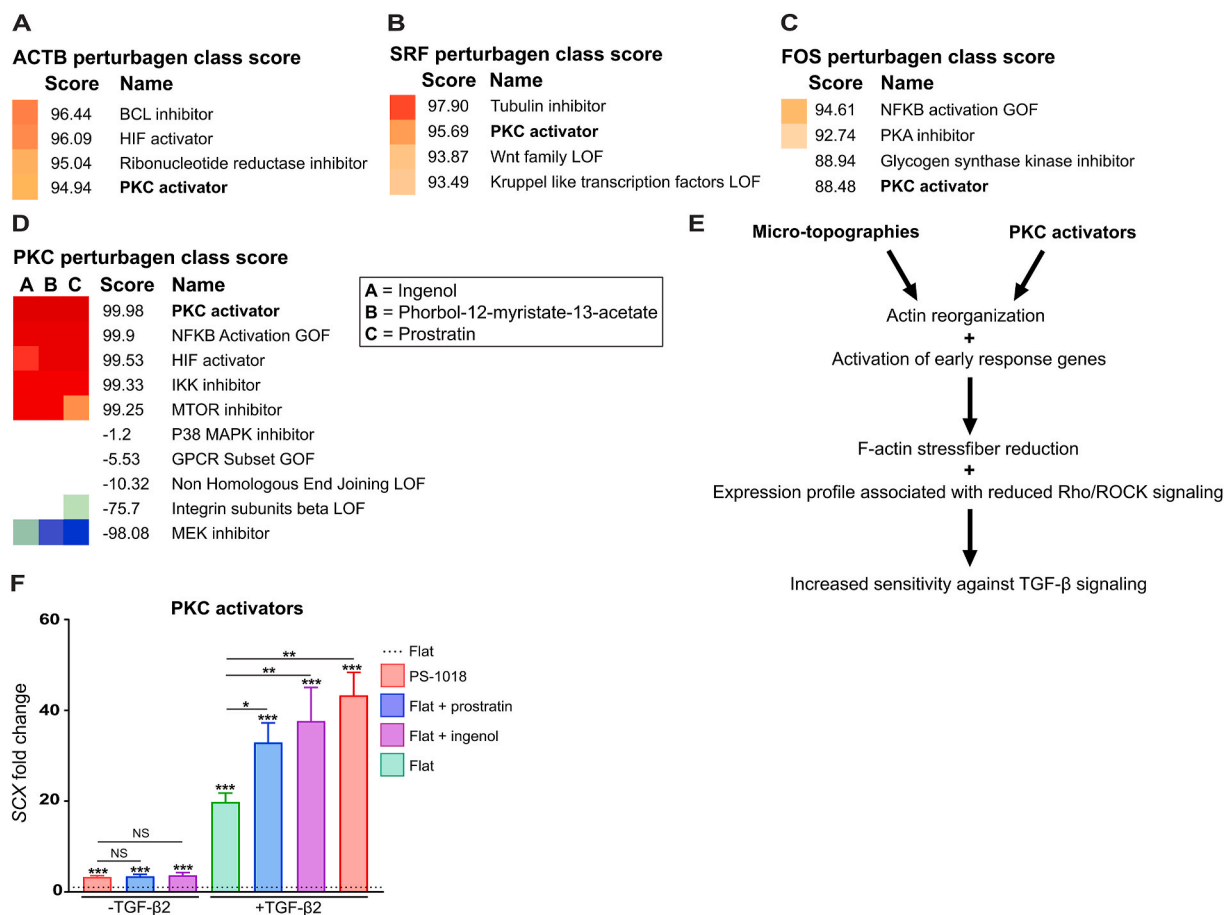 A
ACTB perturbagen class score
Score Name
96.44 BCL inhibitor
96.09 HIF activator
95.04 Ribonucleotide reductase inhibitor
94.94 PKC activator
B
SRF perturbagen class score
Score Name
97.90 Tubulin inhibitor
95.69 PKC activator
93.87 Wnt family LOF
93.49 Kruppel like transcription factors LOF
C
FOS perturbagen class score
Score Name
94.61 NFKB activation GOF
92.74 PKA inhibitor
88.94 Glycogen synthase kinase inhibitor
88.48 PKC activator
D
PKC perturbagen class score
A B C Score Name
99.98 PKC activator
99.9 NFKB Activation GOF
99.53 HIF activator
99.33 IKK inhibitor
99.25 MTOR inhibitor
-1.2 P38 MAPK inhibitor
-5.53 GPCR Subset GOF
-10.32 Non Homologous End Joining LOF
-75.7 Integrin subunits beta LOF
-98.08 MEK inhibitor
A = Ingenol
B = Phorbol-12-myristate-13-acetate
C = Prostratin
E
Micro-topographies PKC activators
Actin reorganization
+
Activation of early response genes
F-actin stressfiber reduction
+
Expression profile associated with reduced Rho/ROCK signaling
Increased sensitivity against TGF-β signaling
F
PKC activators
SCX fold change
60
40
20
0
***
***
***
NS
NS
***
***
***
***
*
**
**
-TGF-β2
+TGF-β2
Flat
PS-1018
Flat + prostratin
Flat + ingenol
Flat